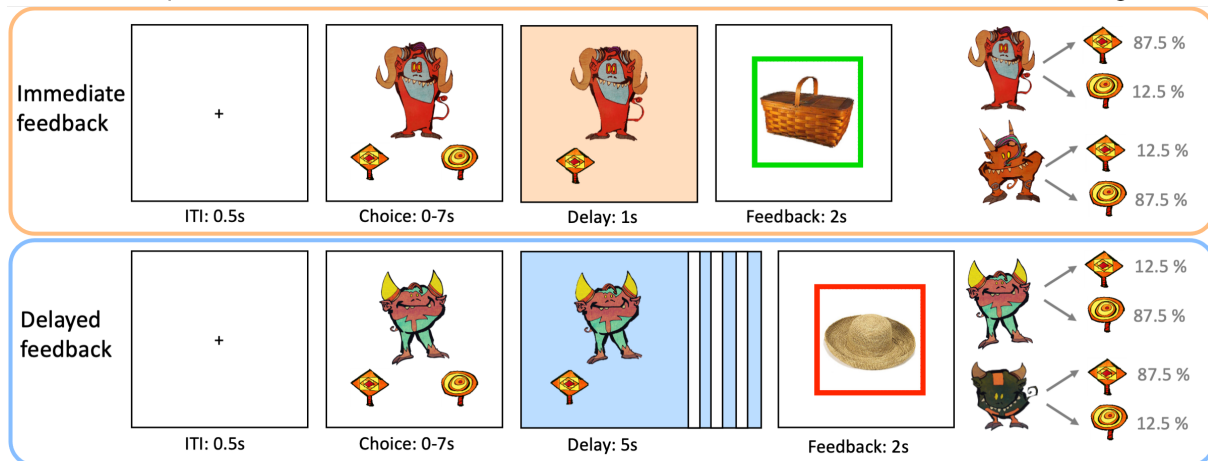 Immediate
feedback
+
ITI: 0.5s
Choice: 0-7s
Delay: 1s
Feedback: 2s
87.5 %
12.5 %
12.5 %
87.5 %
Delayed
feedback
+
ITI: 0.5s
Choice: 0-7s
Delay: 5s
Feedback: 2s
12.5 %
87.5 %
87.5 %
12.5 %